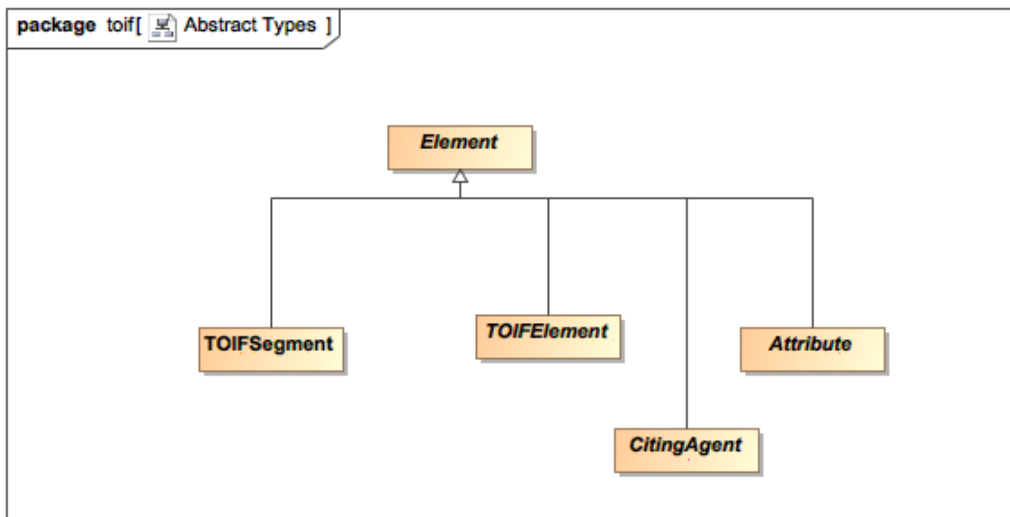 package toif[ Abstract Types ]
Element
TOIFSegment
TOIFElement
Attribute
CitingAgent